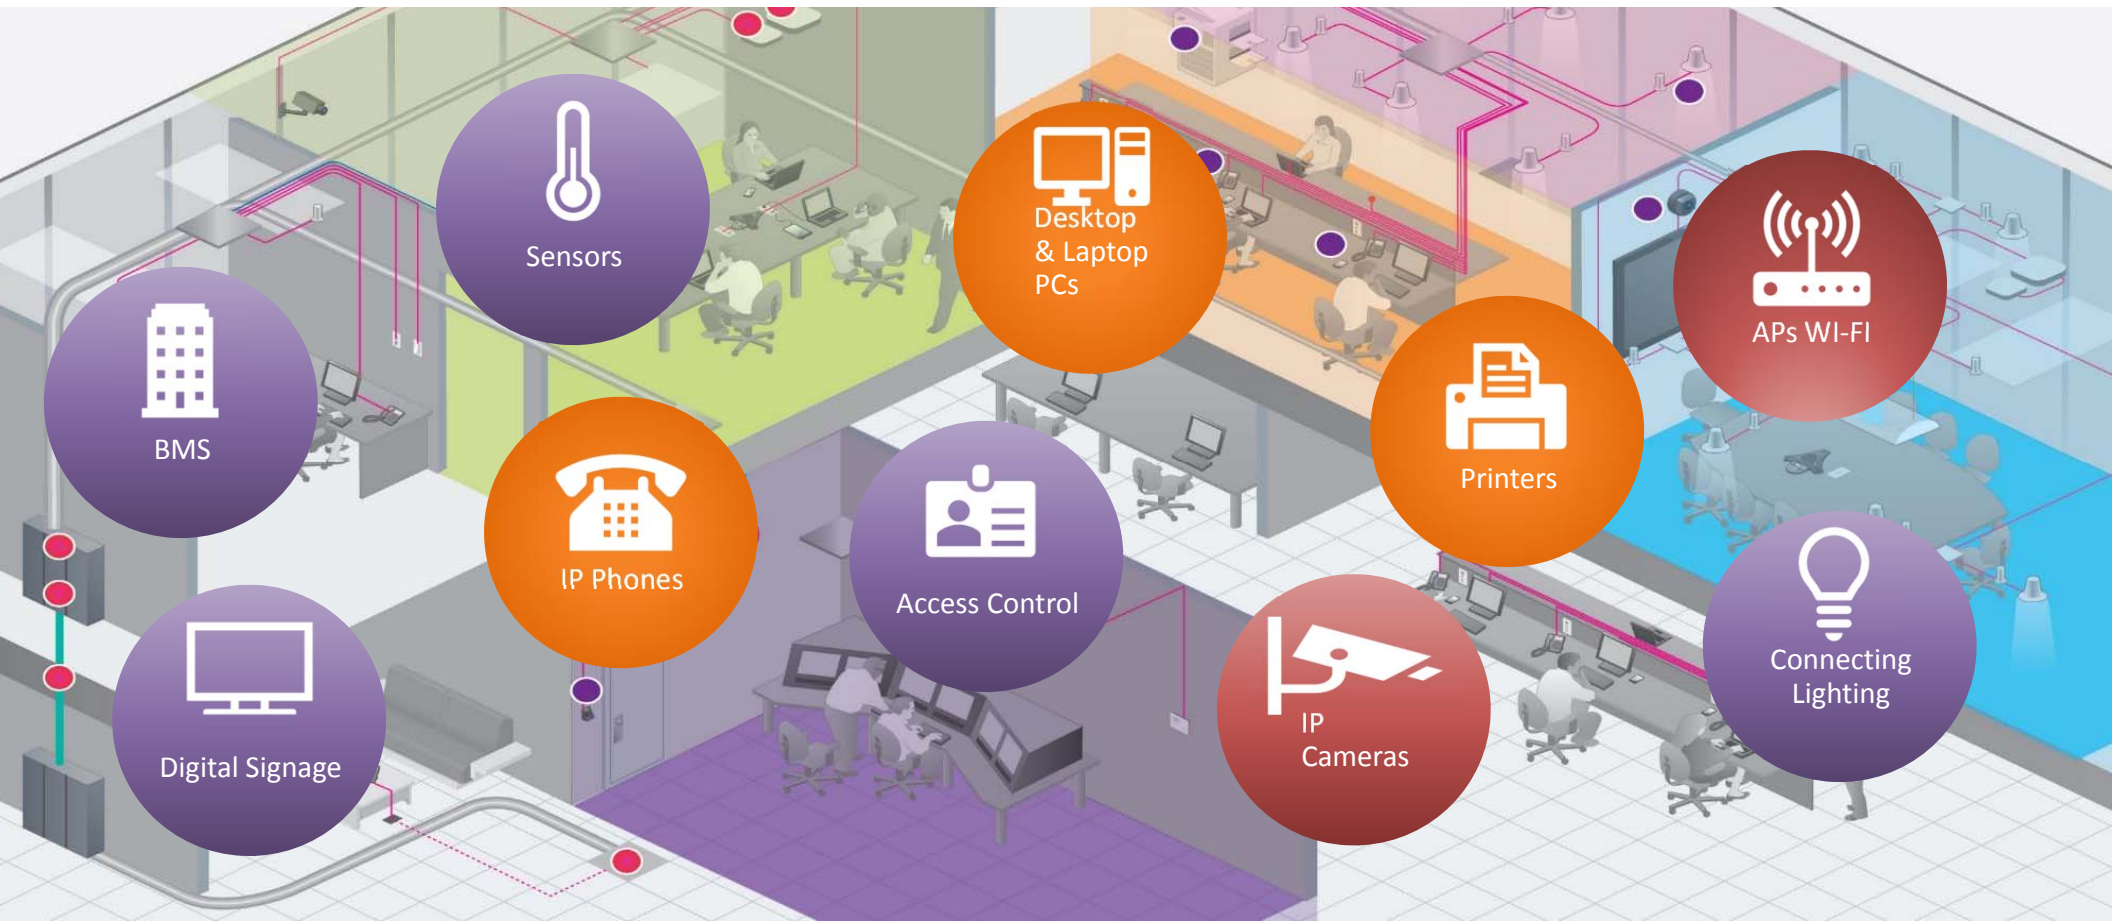 Sensors
Desktop
& Laptop
PCs
APs WI-FI
BMS
Printers
IP Phones
Access Control
Connecting
Lighting
IP
Cameras
Digital Signage